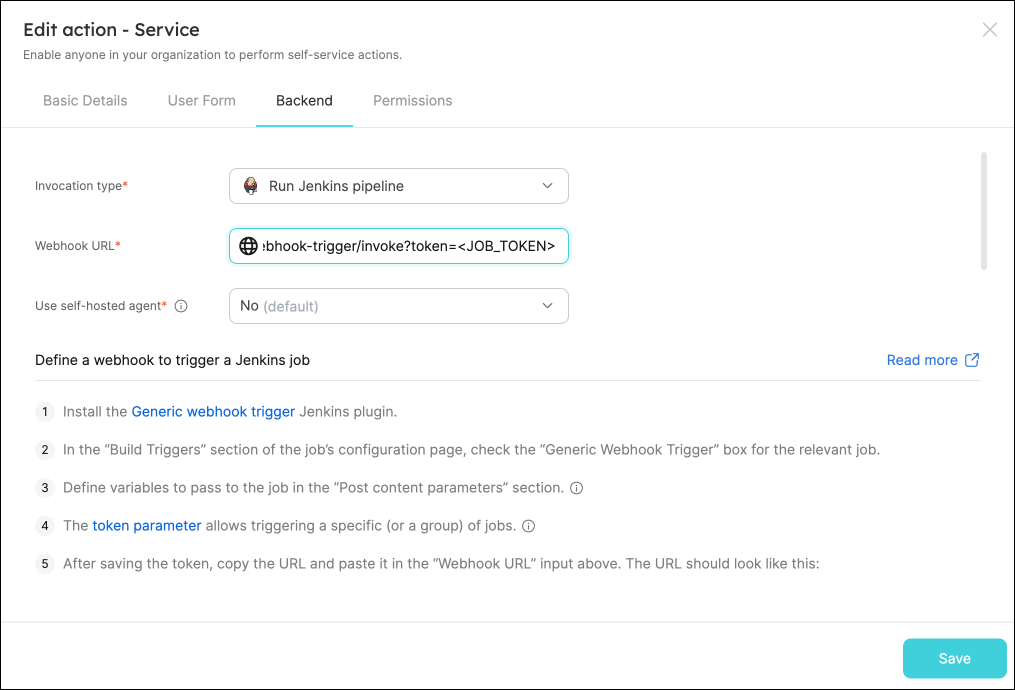 Edit action - Service
Enable anyone in your organization to perform self-service actions.
Basic Details User Form Backend Permissions
Invocation type* Run Jenkins pipeline
Webhook URL* ebhook-trigger/invoke?token=<JOB_TOKEN>
Use self-hosted agent* No (default)
Define a webhook to trigger a Jenkins job Read more
1 Install the Generic webhook trigger Jenkins plugin.
2 In the “Build Triggers” section of the job’s configuration page, check the “Generic Webhook Trigger” box for the relevant job.
3 Define variables to pass to the job in the “Post content parameters” section.
4 The token parameter allows triggering a specific (or a group) of jobs.
5 After saving the token, copy the URL and paste it in the “Webhook URL” input above. The URL should look like this:
Save